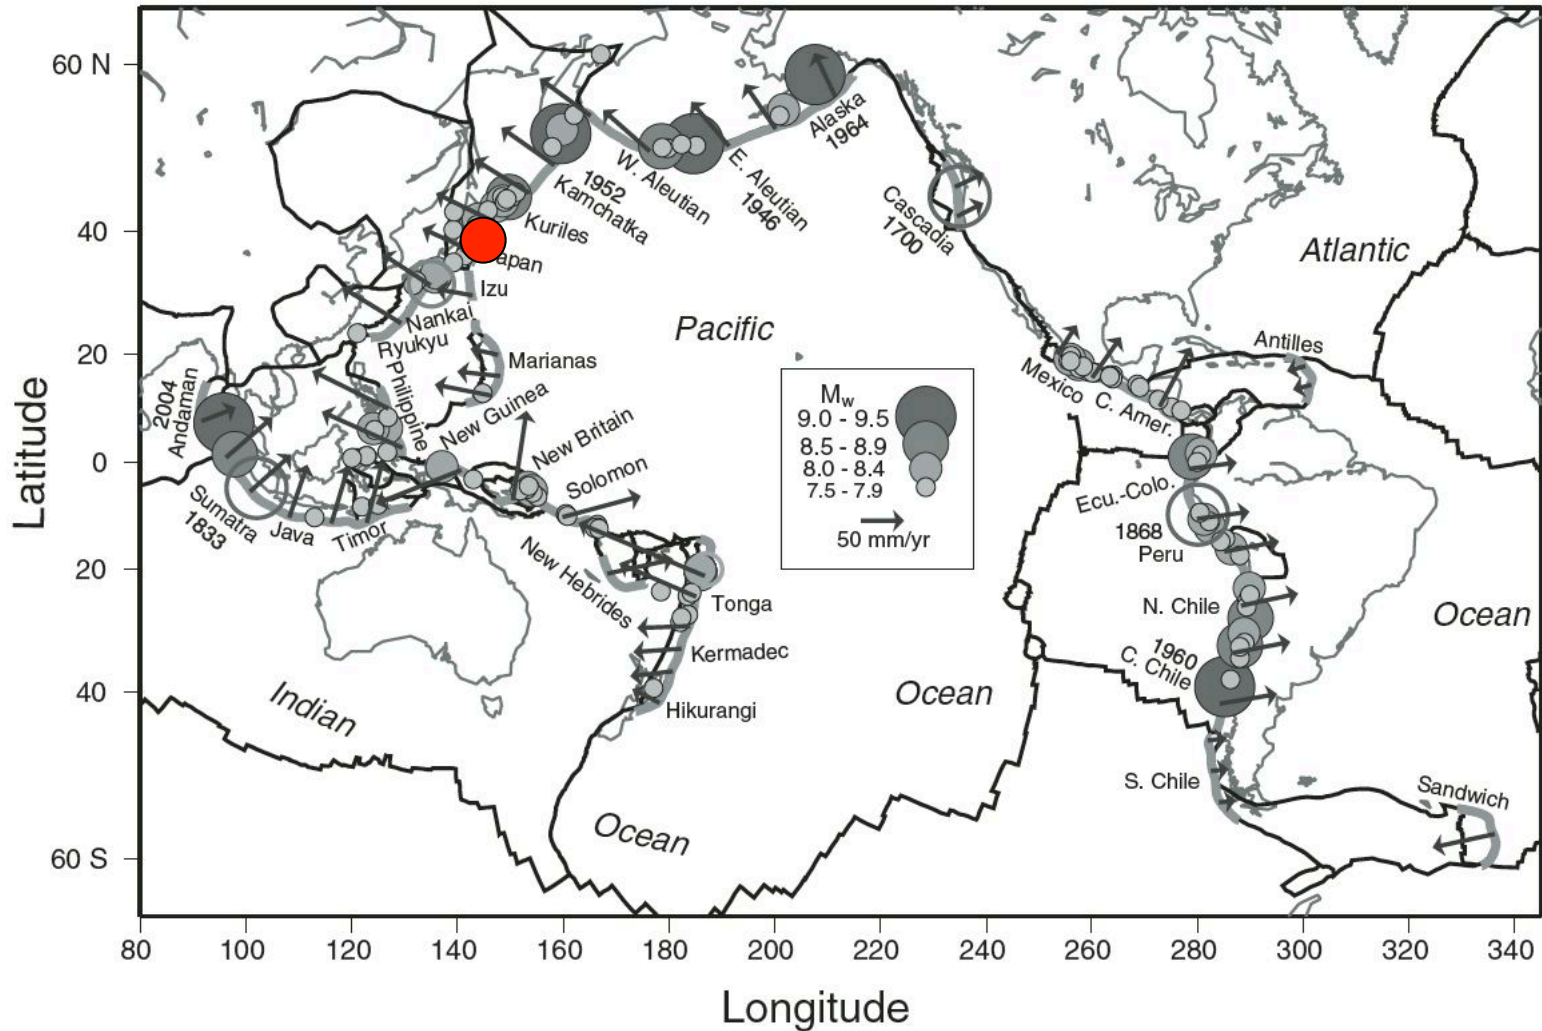 60 N
40
20
0
20
40
60 S
Latitude
80
100
120
140
160
180
200
220
240
260
280
300
320
340
Longitude
Alaska
1964
E. Aleutian
1946
W. Aleutian
1952
Kamchatka
Kuriles
apan
Izu
Nankai
Ryukyu
Marianas
Philippine
New Guinea
New Britain
Solomon
2004
Andaman
Sumatra
1833
Java
Timor
New Hebrides
Tonga
Kermadec
Hikurangi
Cascadia
1700
Mexico
C. Amer.
Antilles
Ecu.-Colo.
1868
Peru
N. Chile
1960
C. Chile
S. Chile
Sandwich
Pacific
Ocean
Atlantic
Ocean
Indian
Ocean
Mw
9.0 - 9.5
8.5 - 8.9
8.0 - 8.4
7.5 - 7.9
50 mm/yr